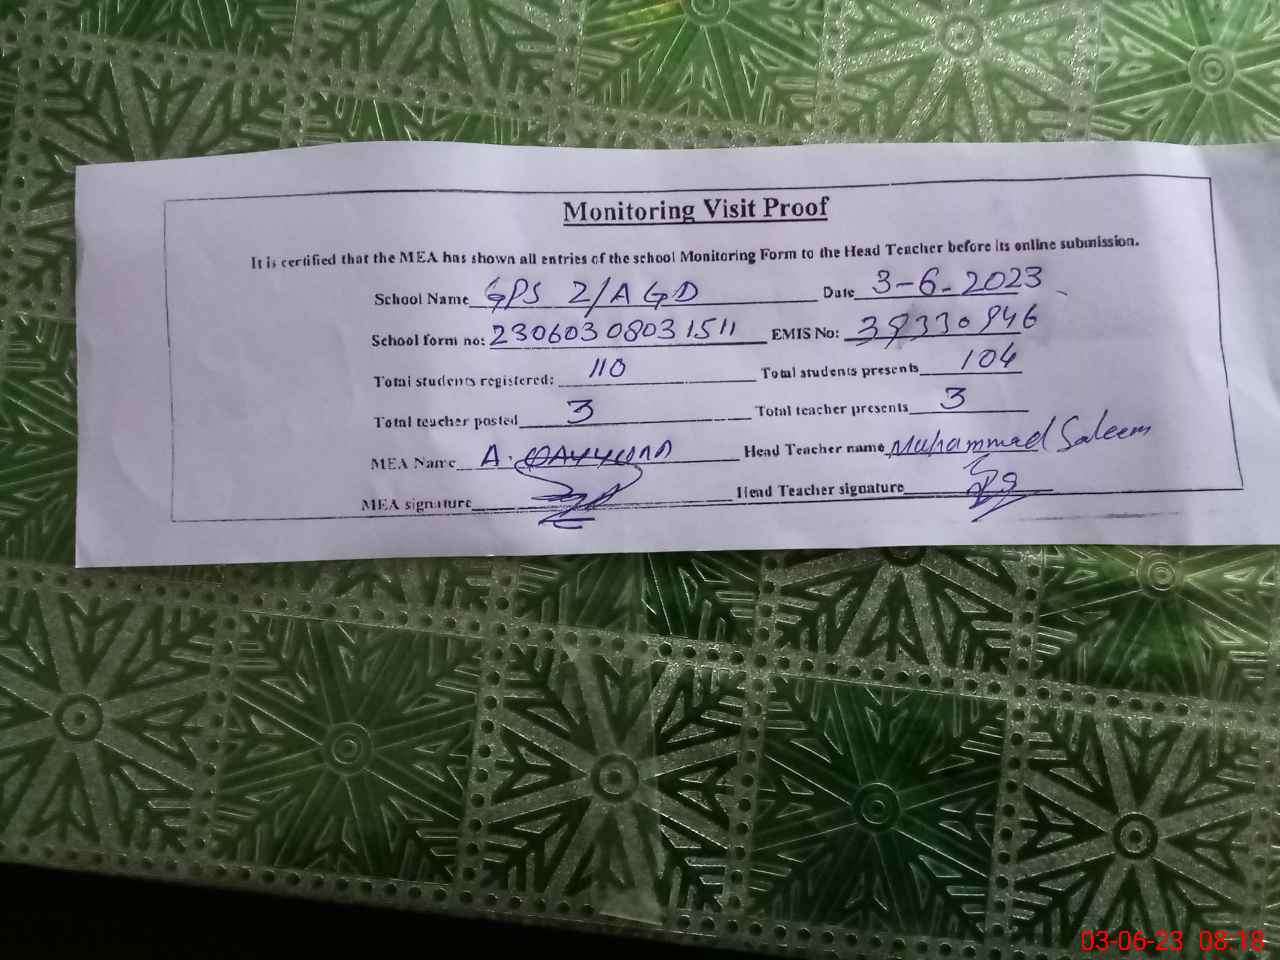 Monitoring Visit Proof
It is certified that the MEA has shown all entries of the school Monitoring Form to the Head Teacher before its online submission.
School Name GPS 2/A GD Date 3-6-2023
School form no: 23060308031511 EMIS No: 39330946
Total students registered: 110 Total students presents 104
Total teacher posted 3 Total teacher presents 3
MEA Name A. QAYYUM Head Teacher name Muhammad Saleem
MEA signature Head Teacher signature
03-06-23 08:18